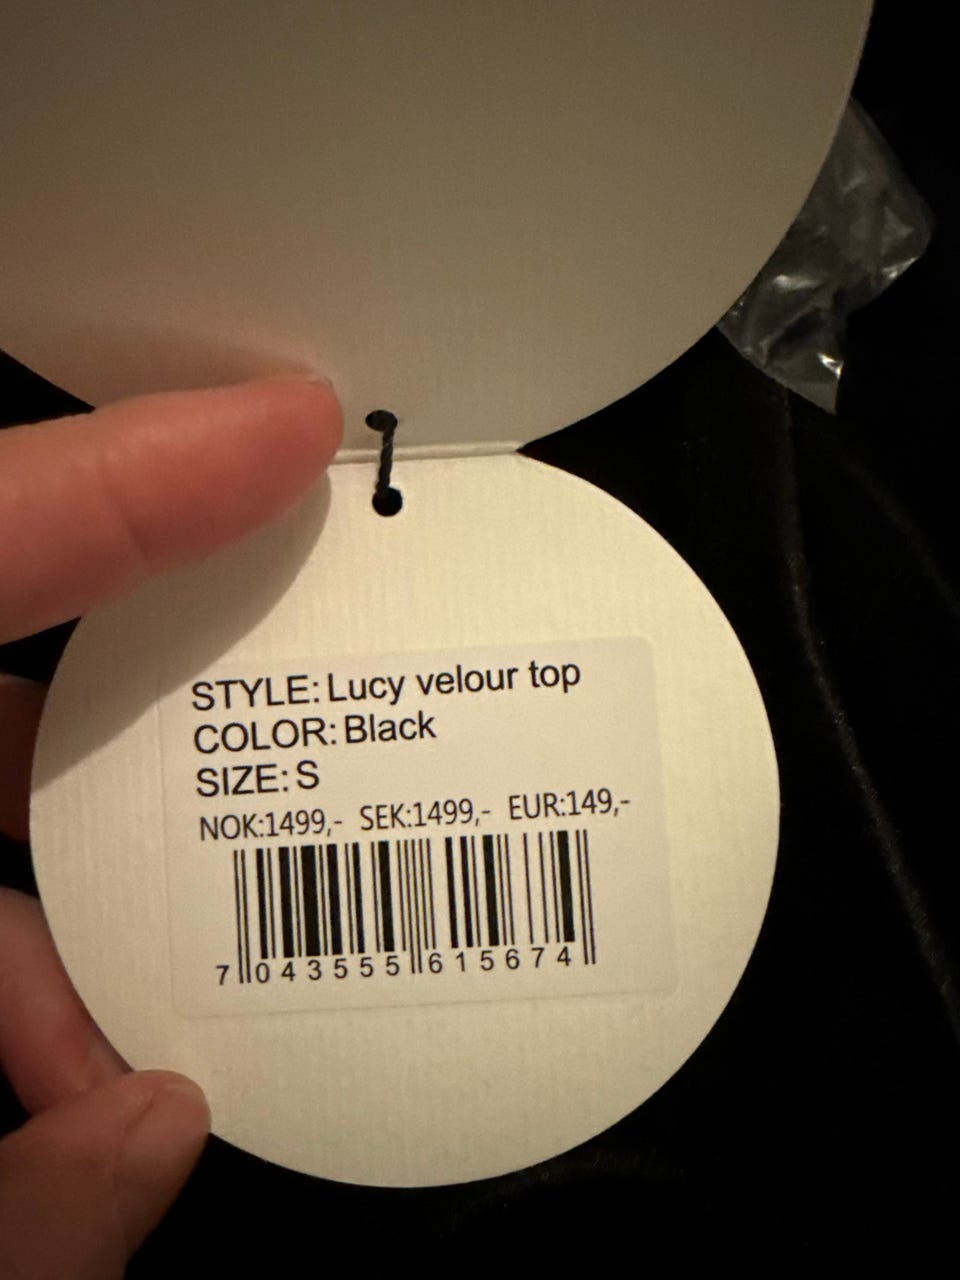 STYLE: Lucy velour top
COLOR: Black
SIZE: S
NOK:1499,- SEK:1499,- EUR:149,-
7 043555 615674